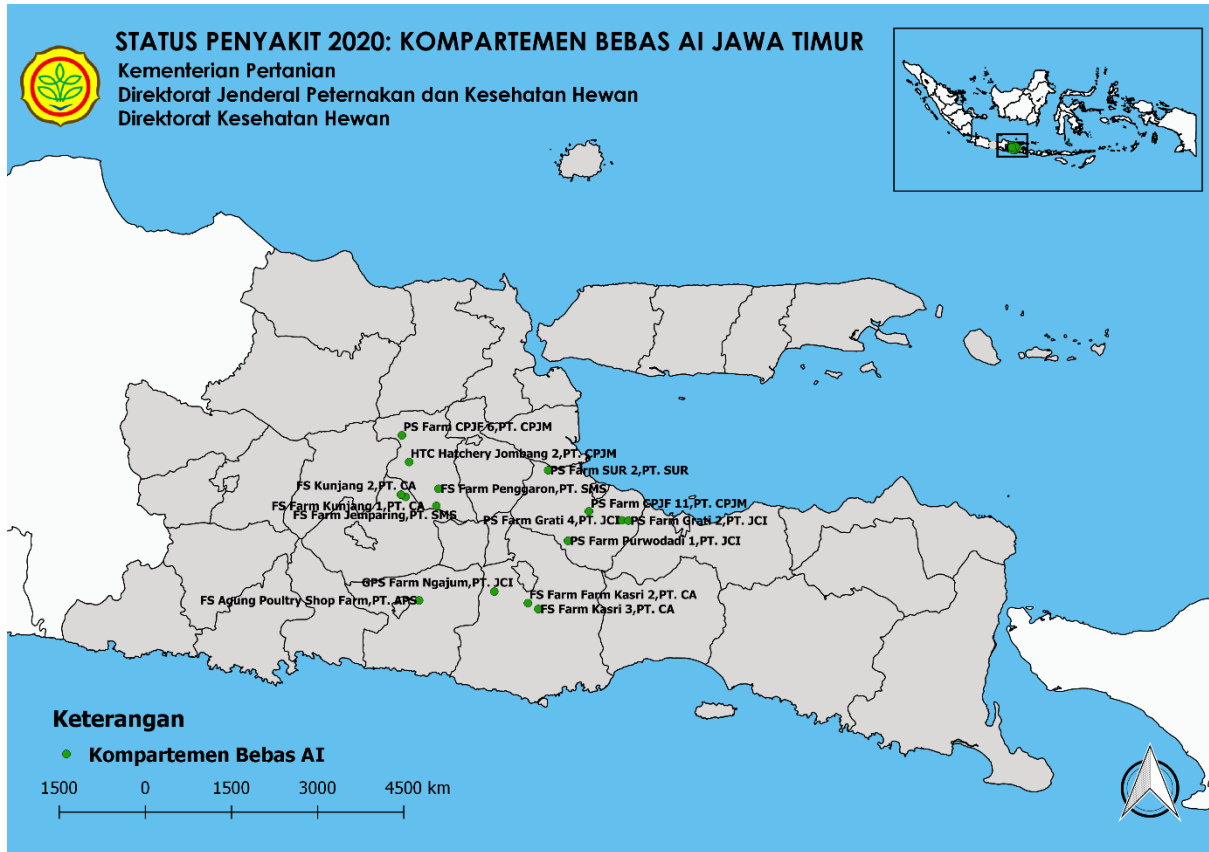 STATUS PENYAKIT 2020: KOMPARTEMEN BEBAS AI JAWA TIMUR
Kementerian Pertanian
Direktorat Jenderal Peternakan dan Kesehatan Hewan
Direktorat Kesehatan Hewan
PS Farm CPJF 6,PT. CPJM
HTC Hatchery Jombang 2,PT. CPJM
PS Farm SUR 2,PT. SUR
FS Kunjang 2,PT. CA
FS Farm Penggaron,PT. SMS
FS Farm Kunjang 1,PT. CA
PS Farm CPJF 11,PT. CPJM
FS Farm Jemparing,PT. SMS
PS Farm Grati 4,PT. JCI
PS Farm Grati 2,PT. JCI
PS Farm Purwodadi 1,PT. JCI
GPS Farm Ngajum,PT. JCI
FS Farm Farm Kasri 2,PT. CA
FS Agung Poultry Shop Farm,PT. APS
FS Farm Kasri 3,PT. CA
Keterangan
Kompartemen Bebas AI
1500 0 1500 3000 4500 km